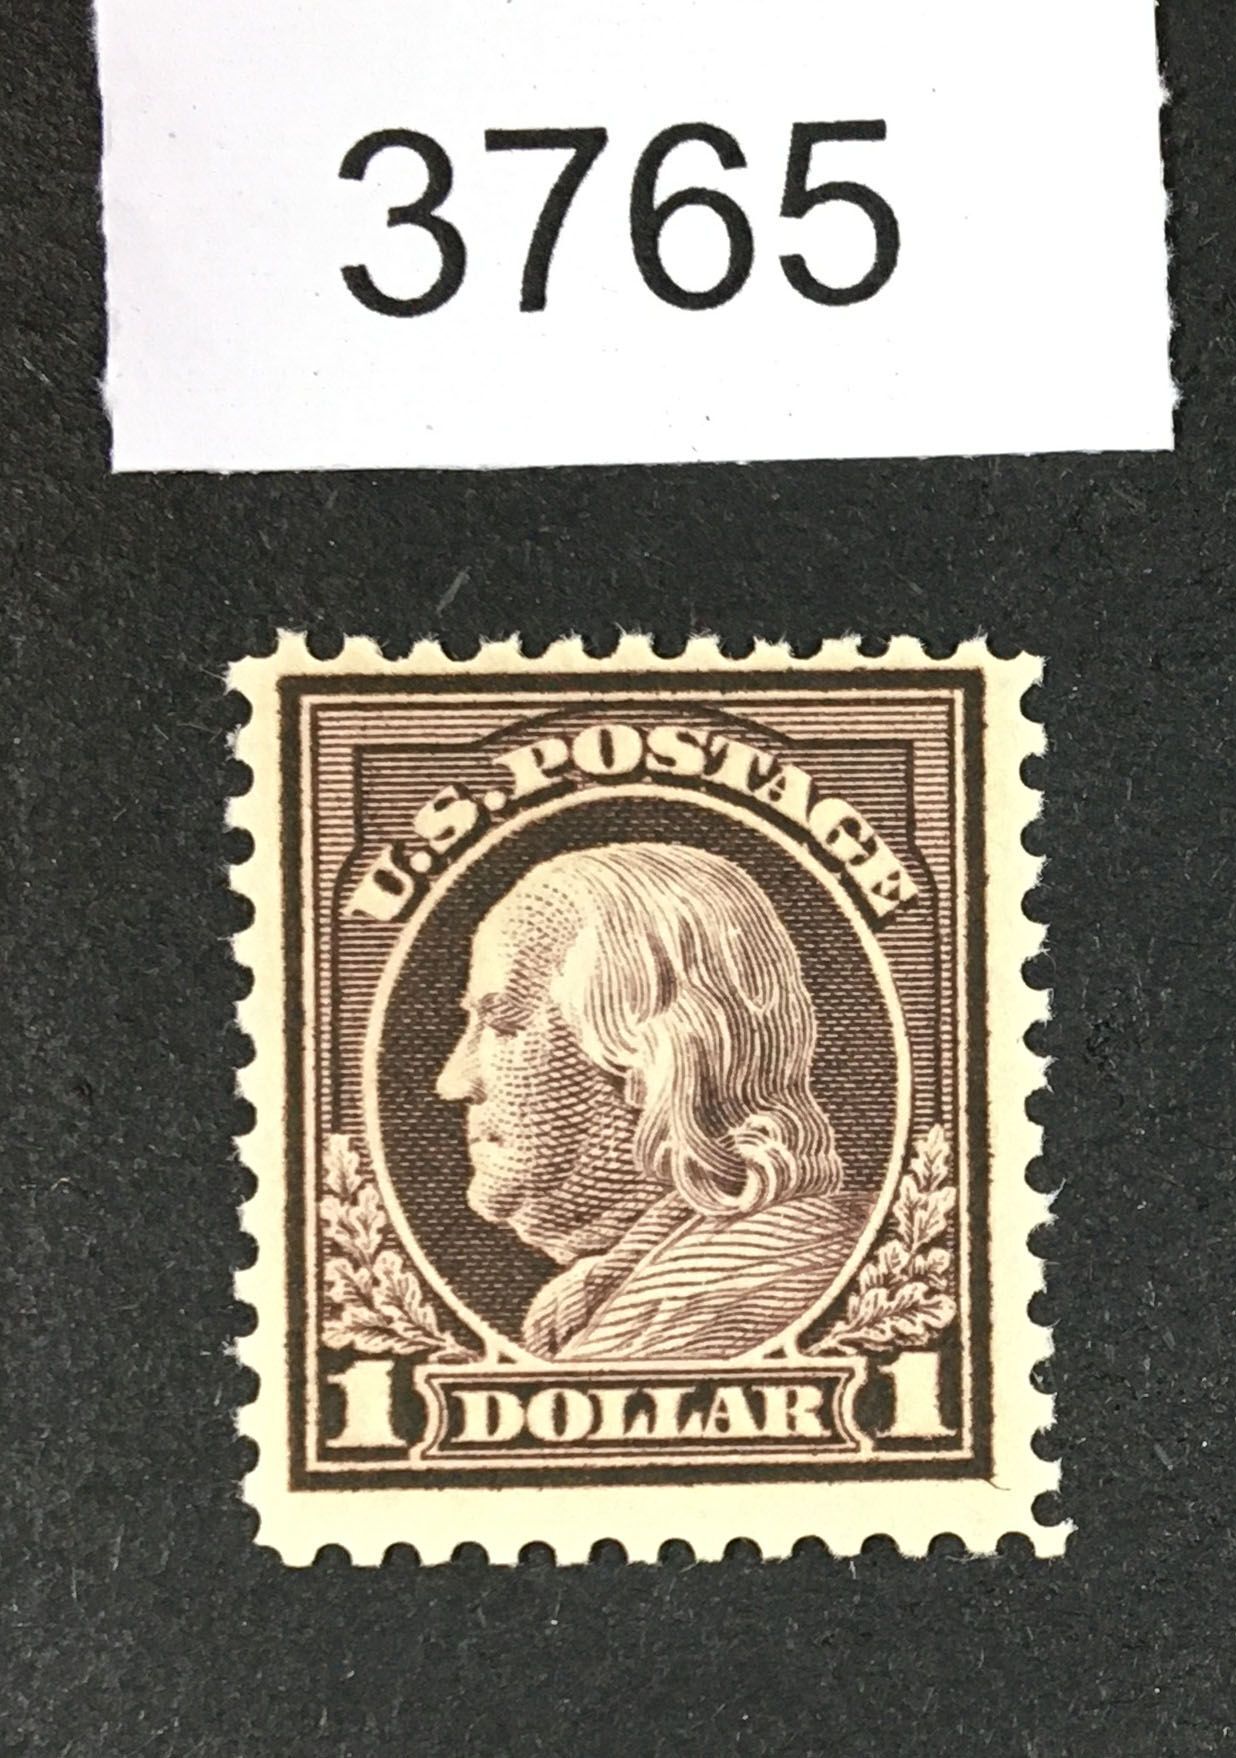 3765
U.S. POSTAGE
1 DOLLAR 1